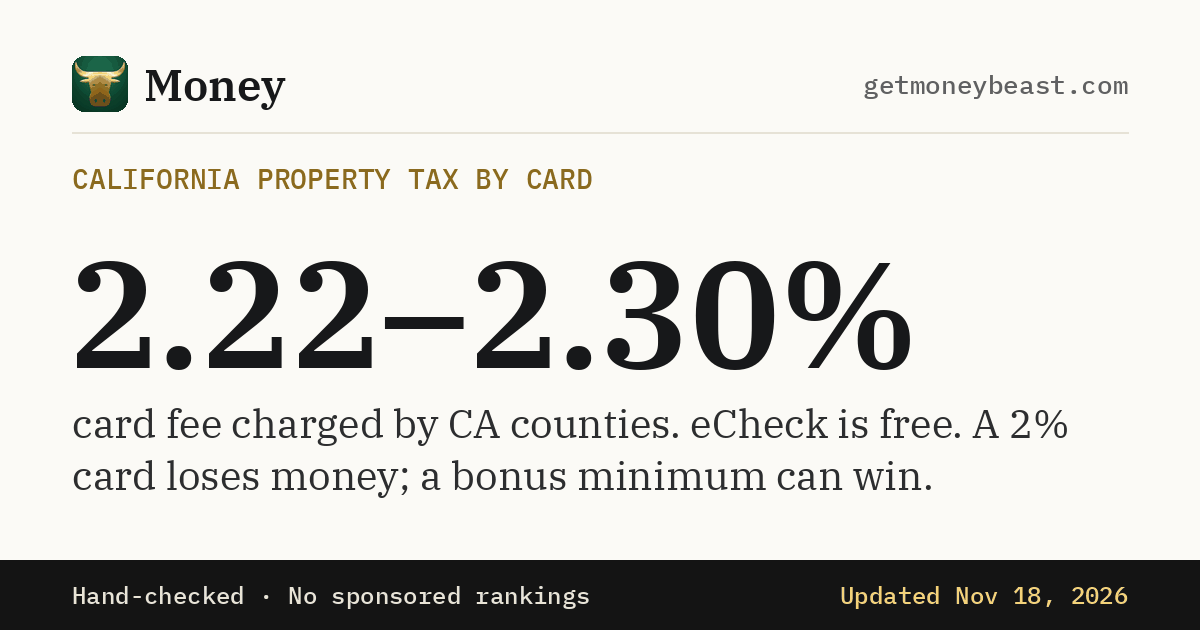 Money
getmoneybeast.com
CALIFORNIA PROPERTY TAX BY CARD
2.22–2.30%
card fee charged by CA counties. eCheck is free. A 2%
card loses money; a bonus minimum can win.
Hand-checked · No sponsored rankings
Updated Nov 18, 2026